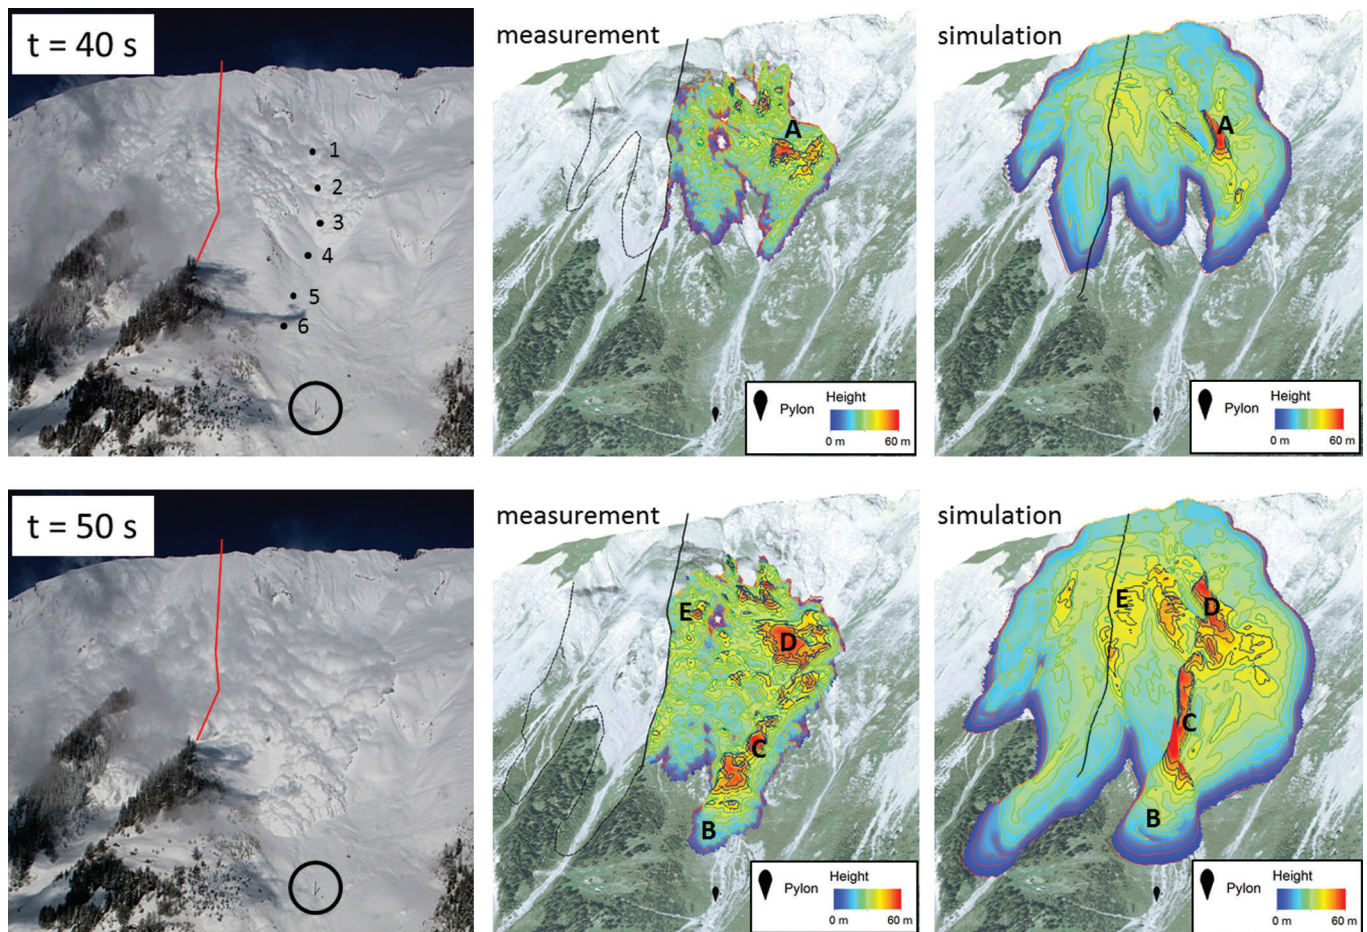 t = 40 s
1
2
3
4
5
6
measurement
A
Pylon
Height
0 m 60 m
simulation
A
Pylon
Height
0 m 60 m
t = 50 s
measurement
E
D
C
B
Pylon
Height
0 m 60 m
simulation
E
D
C
B
Pylon
Height
0 m 60 m